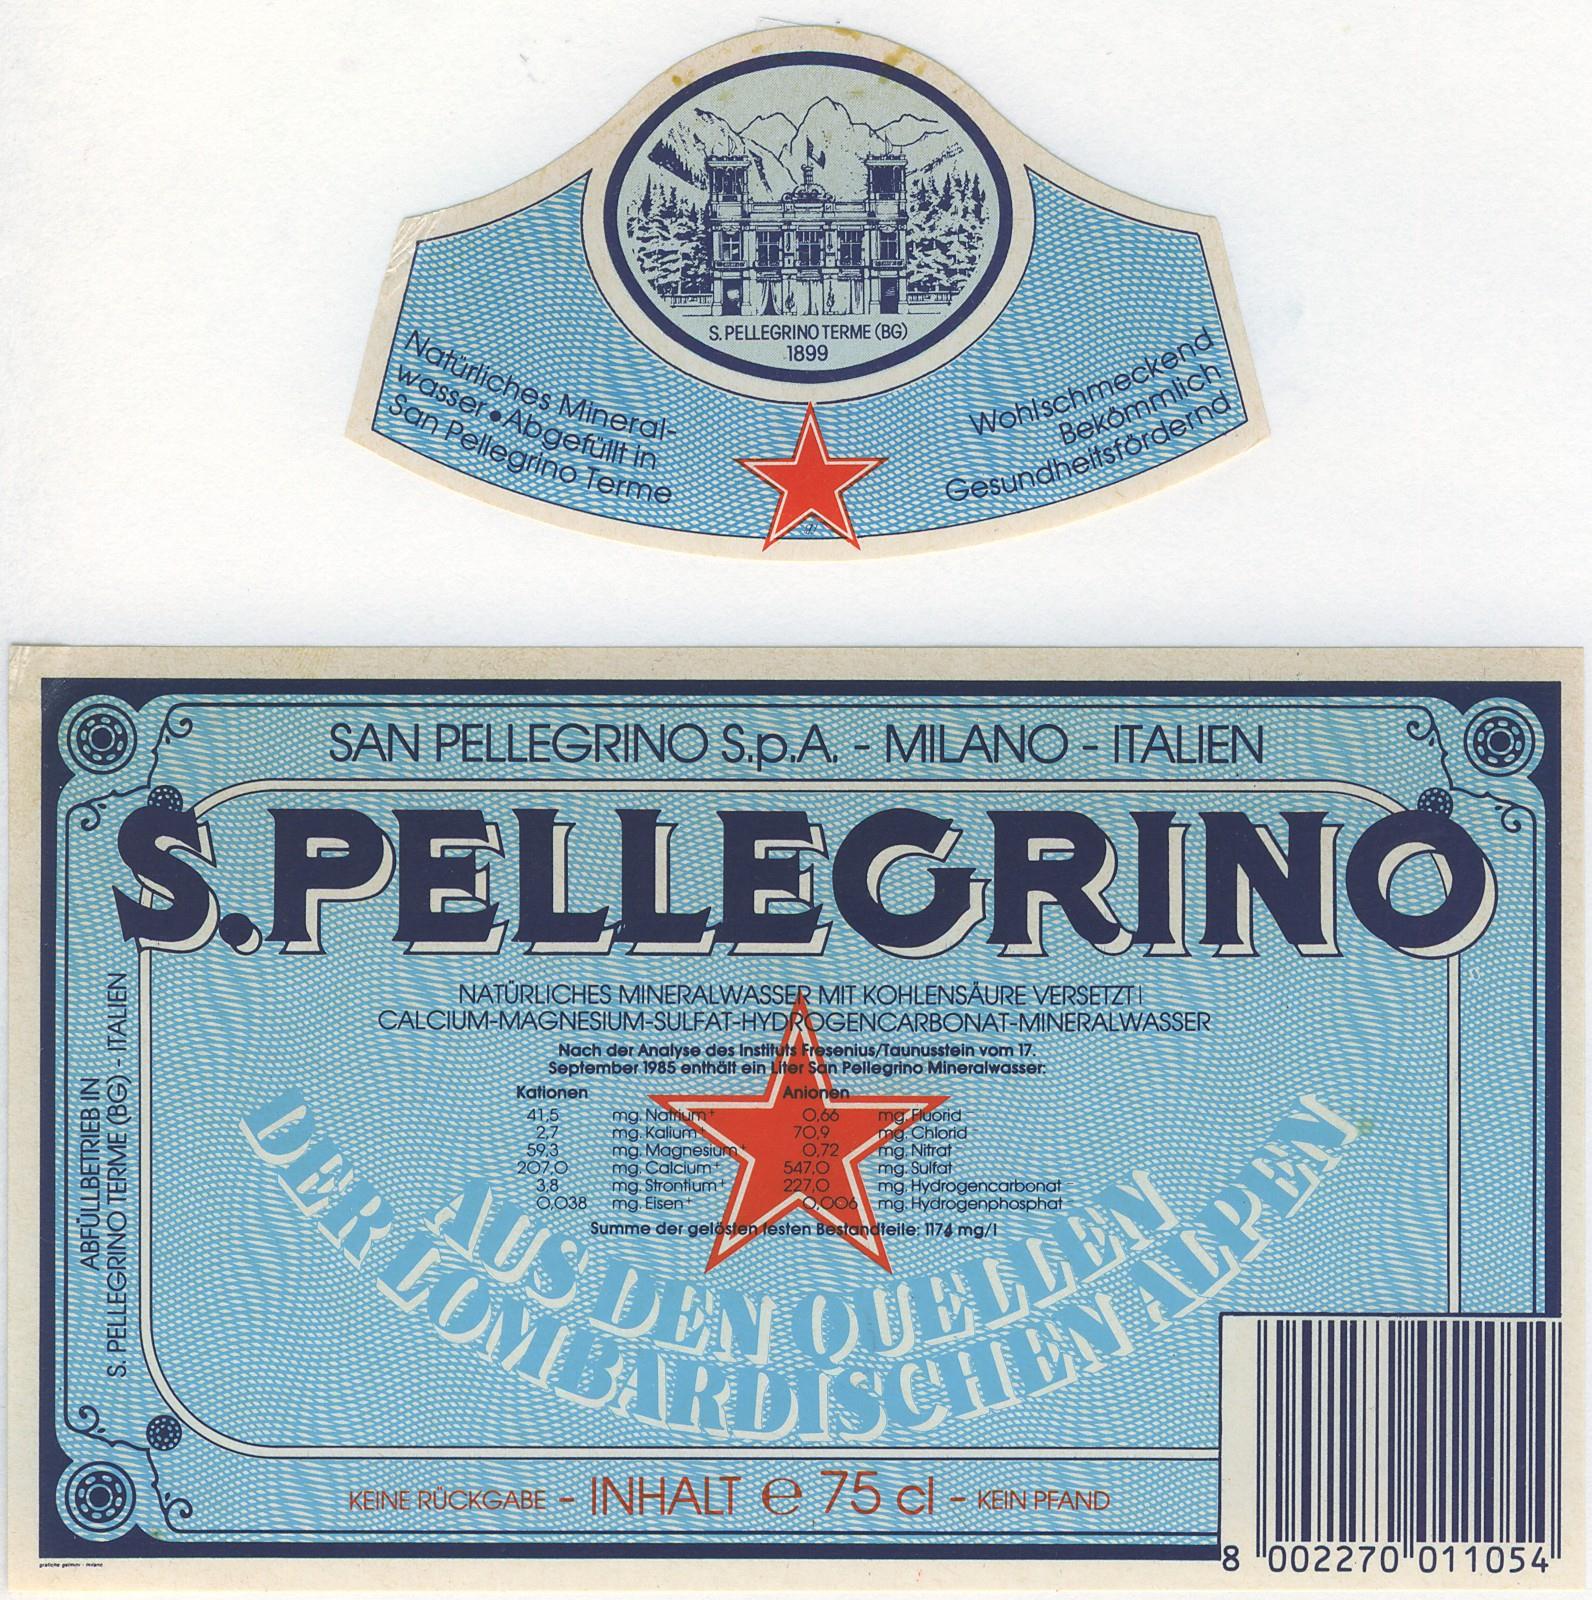 S. PELLEGRINO TERME (BG)
1899
Natürliches Mineral-
wasser • Abgefüllt in
San Pellegrino Terme
Wohlschmeckend
Bekömmlich
Gesundheitsfördernd
SAN PELLEGRINO S.p.A. - MILANO - ITALIEN
S.PELLEGRINO
NATÜRLICHES MINERALWASSER MIT KOHLENSÄURE VERSETZT
CALCIUM-MAGNESIUM-SULFAT-HYDROGENCARBONAT-MINERALWASSER
Nach der Analyse des Instituts Fresenius/Taunusstein vom 17.
September 1985 enthält ein Liter San Pellegrino Mineralwasser:
Kationen Anionen
41,5 mg. Natrium+ 0,66 mg. Fluorid
2,7 mg. Kalium+ 70,9 mg. Chlorid
59,3 mg. Magnesium+ 0,72 mg. Nitrat
207,0 mg. Calcium+ 547,0 mg. Sulfat
3,8 mg. Strontium+ 227,0 mg. Hydrogencarbonat-
0,038 mg. Eisen+ 0,006 mg. Hydrogenphosphat
Summe der gelösten festen Bestandteile: 1174 mg/l
AUS DEN QUELLEN
DER LOMBARDISCHEN ALPEN
ABFÜLLBETRIEB IN
S. PELLEGRINO TERME (BG) - ITALIEN
KEINE RÜCKGABE - INHALT e 75 cl - KEIN PFAND
8 002270 011054